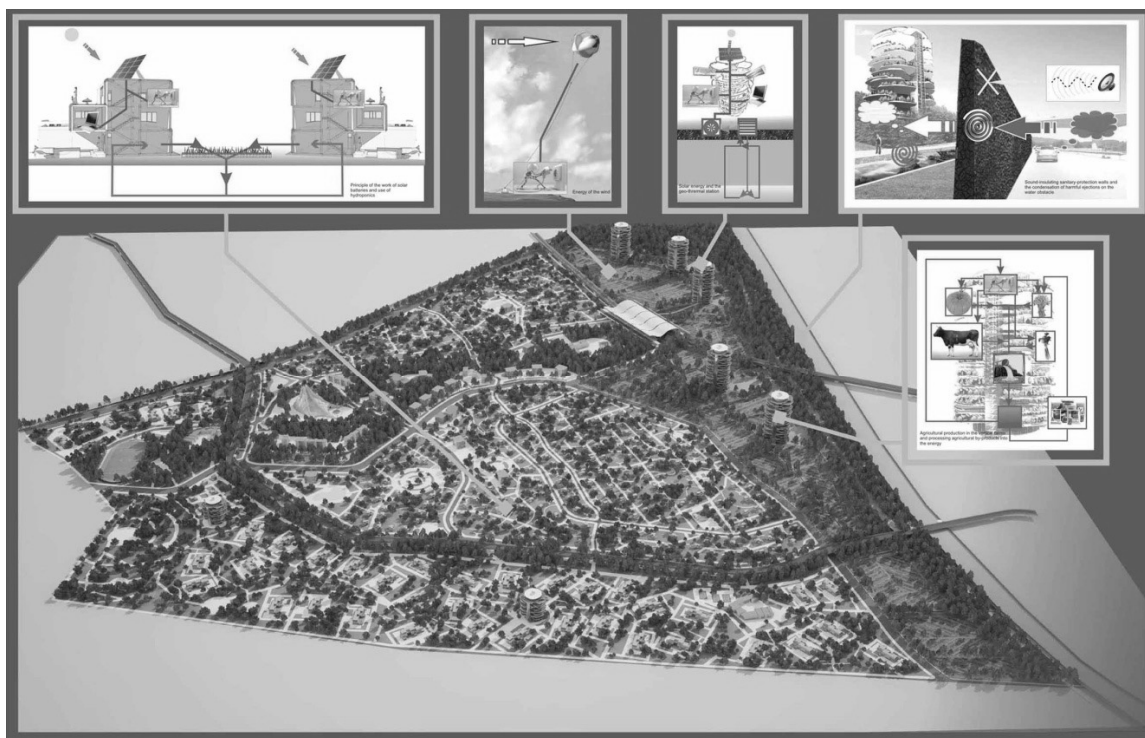 Principle of the work of solar
batteries and use of
hydroponics
Energy of the wind
Solar energy and the
geo-thrermal station
Sound-insulating sanitary protection walls and
the condensation of harmful ejections on the
water obstacle
Agricultural production in the vertical farms
and processing agricultural by-products into
the energy